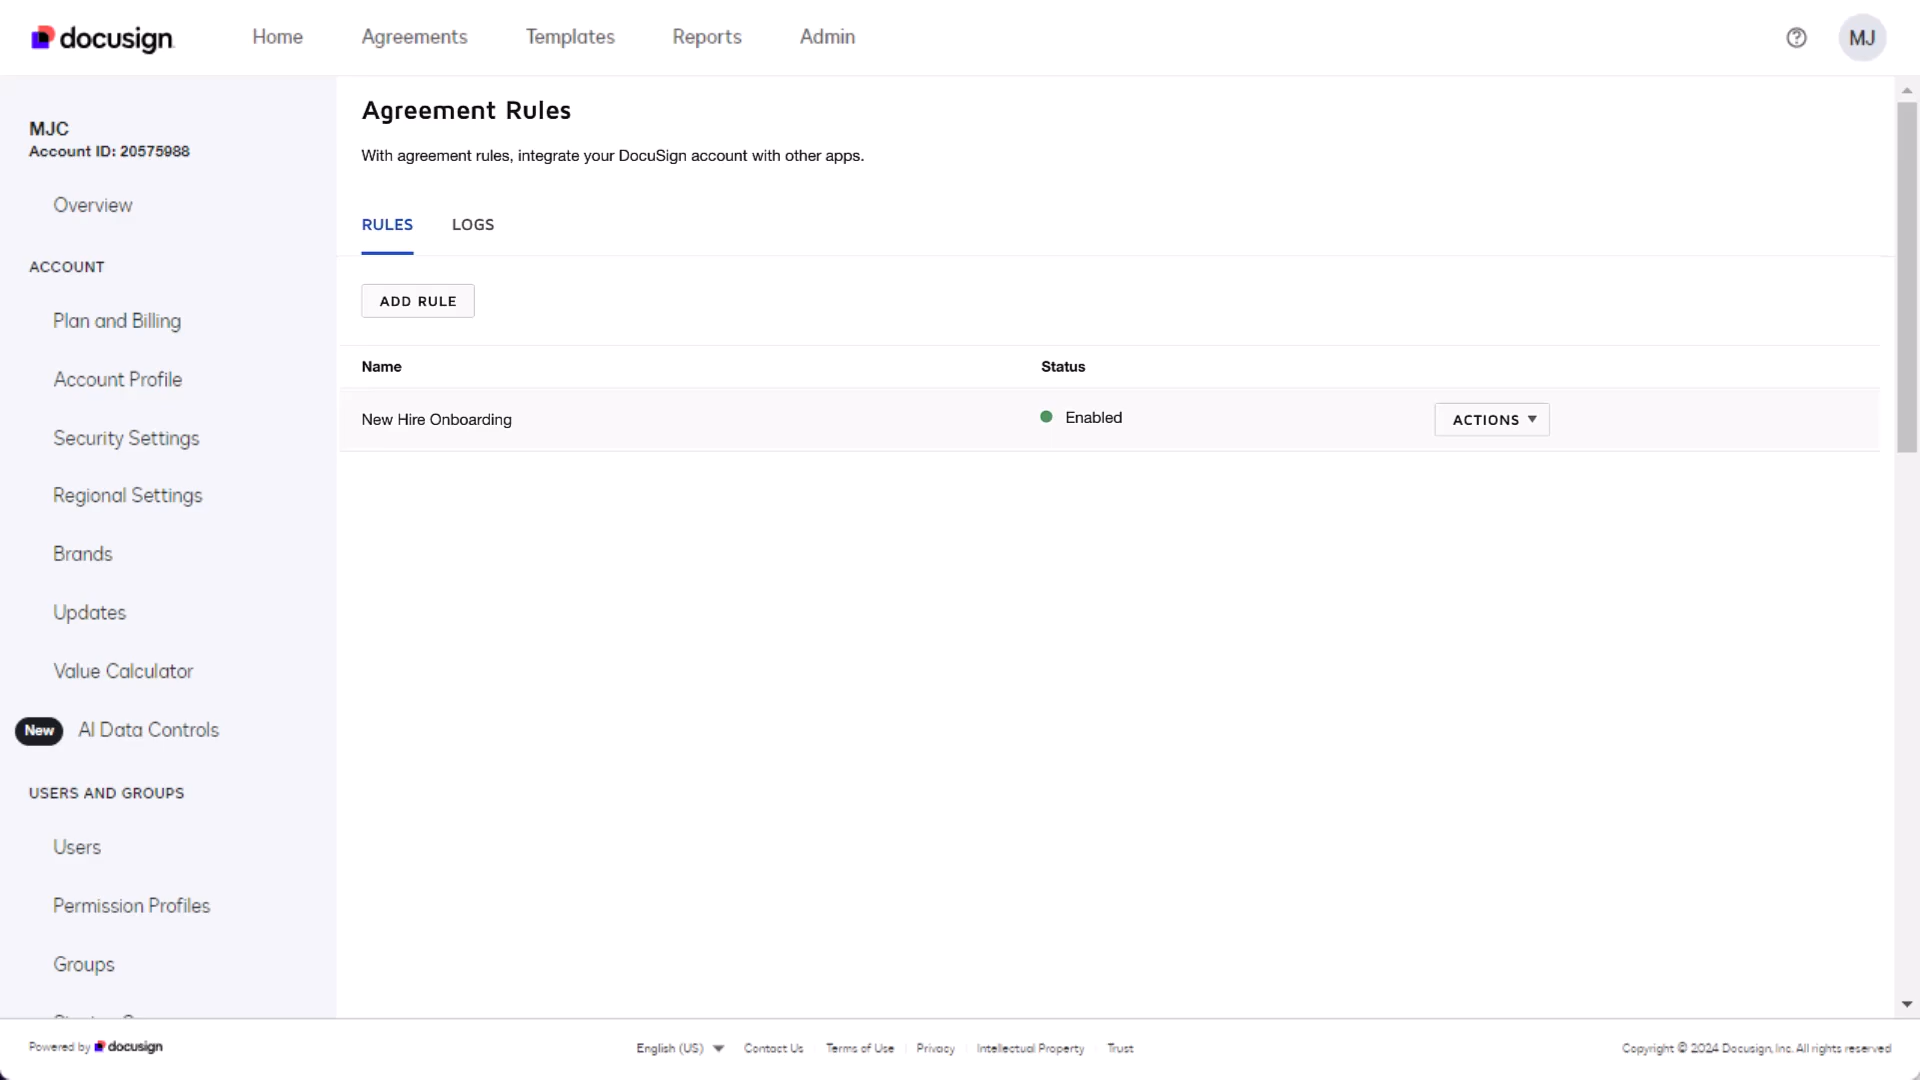 docusign
Home
Agreements
Templates
Reports
Admin
MJ
MJC
Account ID: 20575988
Overview
ACCOUNT
Plan and Billing
Account Profile
Security Settings
Regional Settings
Brands
Updates
Value Calculator
New AI Data Controls
USERS AND GROUPS
Users
Permission Profiles
Groups
Agreement Rules
With agreement rules, integrate your DocuSign account with other apps.
RULES
LOGS
ADD RULE
Name Status
New Hire Onboarding Enabled ACTIONS
Powered by docusign
English (US) Contact Us Terms of Use Privacy Intellectual Property Trust
Copyright © 2024 Docusign, Inc. All rights reserved